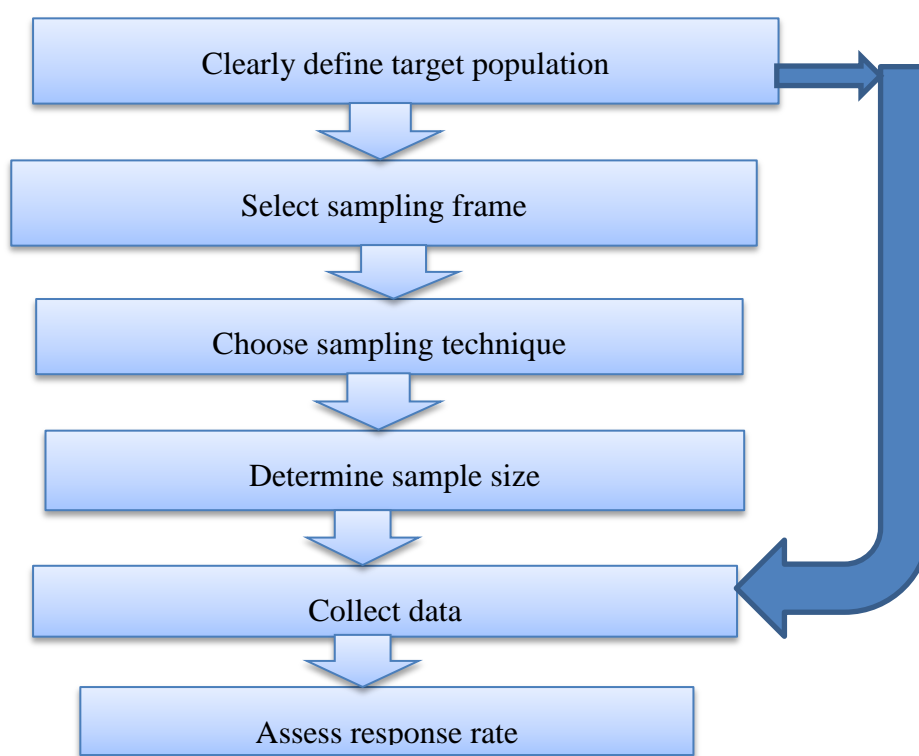 Clearly define target population
Select sampling frame
Choose sampling technique
Determine sample size
Collect data
Assess response rate